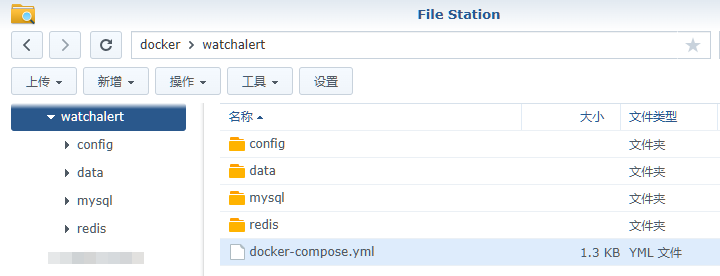 File Station
docker > watchalert
上传 新增 操作 工具 设置
watchalert
config
data
mysql
redis
名称 大小 文件类型
config 文件夹
data 文件夹
mysql 文件夹
redis 文件夹
docker-compose.yml 1.3 KB YML 文件